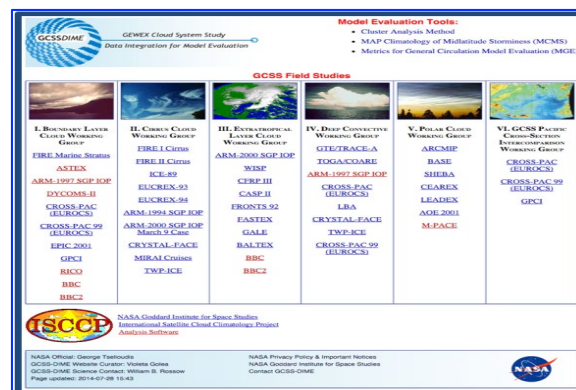 GCSSDIME
GEWEX Cloud System Study
Data Integration for Model Evaluation
Model Evaluation Tools:
• Cluster Analysis Method
• MAP Climatology of Midlatitude Storminess (MCMS)
• Metrics for General Circulation Model Evaluation (MGE
GCSS Field Studies
I. Boundary Layer
Cloud Working
Group
FIRE Marine Stratus
ASTEX
ARM-1997 SGP IOP
DYCOMS-II
CROSS-PAC
(EUROCS)
CROSS-PAC 99
(EUROCS)
EPIC 2001
GPCI
RICO
BBC
BBC2
II. Cirrus Cloud
Working Group
FIRE I Cirrus
FIRE II Cirrus
ICE-89
EUCREX-93
EUCREX-94
ARM-1994 SGP IOP
ARM-2000 SGP IOP
March 9 Case
CRYSTAL-FACE
MIRAI Cruises
TWP-ICE
III. Extratropical
Layer Cloud
Working Group
ARM-2000 SGP IOP
WISP
CFRP III
CASP II
FRONTS 92
FASTEX
GALE
BALTEX
BBC
BBC2
IV. Deep Convective
Working Group
GTE/TRACE-A
TOGA/COARE
ARM-1997 SGP IOP
CROSS-PAC
(EUROCS)
LBA
CRYSTAL-FACE
TWP-ICE
CROSS-PAC 99
(EUROCS)
V. Polar Cloud
Working Group
ARCMIP
BASE
SHEBA
CEAREX
LEADEX
AOE 2001
M-PACE
VI. GCSS Pacific
Cross-Section
Intercomparison
Working Group
CROSS-PAC
(EUROCS)
CROSS-PAC 99
(EUROCS)
GPCI
ISCCP
NASA Goddard Institute for Space Studies
International Satellite Cloud Climatology Project
Analysis Software
NASA Official: George Tselioudis
GCSS-DIME Website Curator: Violeta Golea
GCSS-DIME Science Contact: William B. Rossow
Page updated: 2014-07-28 15:43
NASA Privacy Policy & Important Notices
NASA Goddard Institute for Space Studies
Contact GCSS-DIME
NASA